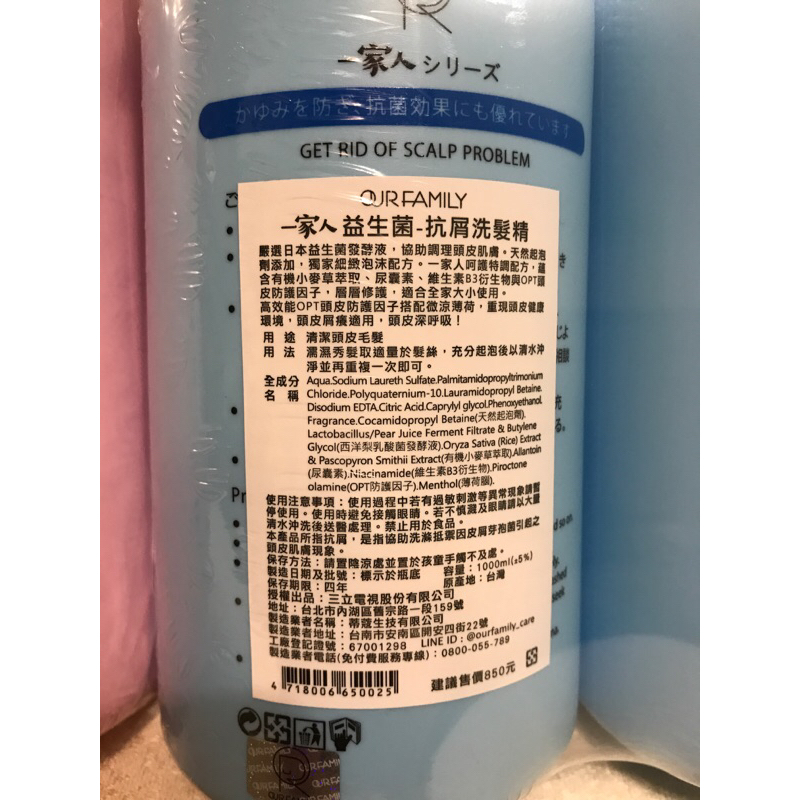 一家人シリーズ
かゆみを防ぎ、抗菌効果にも優れています
GET RID OF SCALP PROBLEM
OURFAMILY
一家人益生菌-抗屑洗髮精
嚴選日本益生菌發酵液，協助調理頭皮肌膚。天然起泡
劑添加，獨家細緻泡沫配方。一家人呵護特調配方，蘊
含有機小麥草萃取、尿囊素、維生素B3衍生物與OPT頭
皮防護因子，層層修護，適合全家大小使用。
高效能OPT頭皮防護因子搭配微涼薄荷，重現頭皮健康
環境，頭皮屑癢適用，頭皮深呼吸！
用 途 清潔頭皮毛髮
用 法 濡濕秀髮取適量於髮絲，充分起泡後以清水沖
淨並再重複一次即可。
全成分 Aqua.Sodium Laureth Sulfate.Palmitamidopropyltrimonium
名 稱 Chloride.Polyquaternium-10.Lauramidopropyl Betaine.
Disodium EDTA.Citric Acid.Caprylyl glycol.Phenoxyethanol.
Fragrance.Cocamidopropyl Betaine(天然起泡劑).
Lactobacillus/Pear Juice Ferment Filtrate & Butylene
Glycol(西洋梨乳酸菌發酵液).Oryza Sativa (Rice) Extract
& Pascopyron Smithii Extract(有機小麥草萃取).Allantoin
(尿囊素).Niacinamide(維生素B3衍生物).Piroctone
olamine(OPT防護因子).Menthol(薄荷腦).
使用注意事項：使用過程中若有過敏刺激等異常現象請暫
停使用。使用時避免接觸眼睛。若不慎濺及眼睛請以大量
清水沖洗後送醫處理。禁止用於食品。
本產品所指抗屑，是指協助洗滌抵禦因皮屑芽孢菌引起之
頭皮肌膚現象。
保存方法：請置陰涼處並置於孩童手觸不及處。
製造日期及批號：標示於瓶底 容量：1000ml(±5%)
保存期限：四年 原產地：台灣
授權出品：三立電視股份有限公司
地址：台北市內湖區舊宗路一段159號
製造業者名稱：蒂蔻生技有限公司
製造業者地址：台南市安南區開安四街22號
工廠登記證號：67001298 LINE ID：@ourfamily_care
製造業者電話(免付費服務專線)：0800-055-789
4 718006 650025
建議售價850元
OURFAMILY